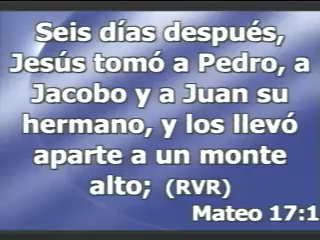 Seis días después,
Jesús tomó a Pedro, a
Jacobo y a Juan su
hermano, y los llevó
aparte a un monte
alto; (RVR)
Mateo 17:1